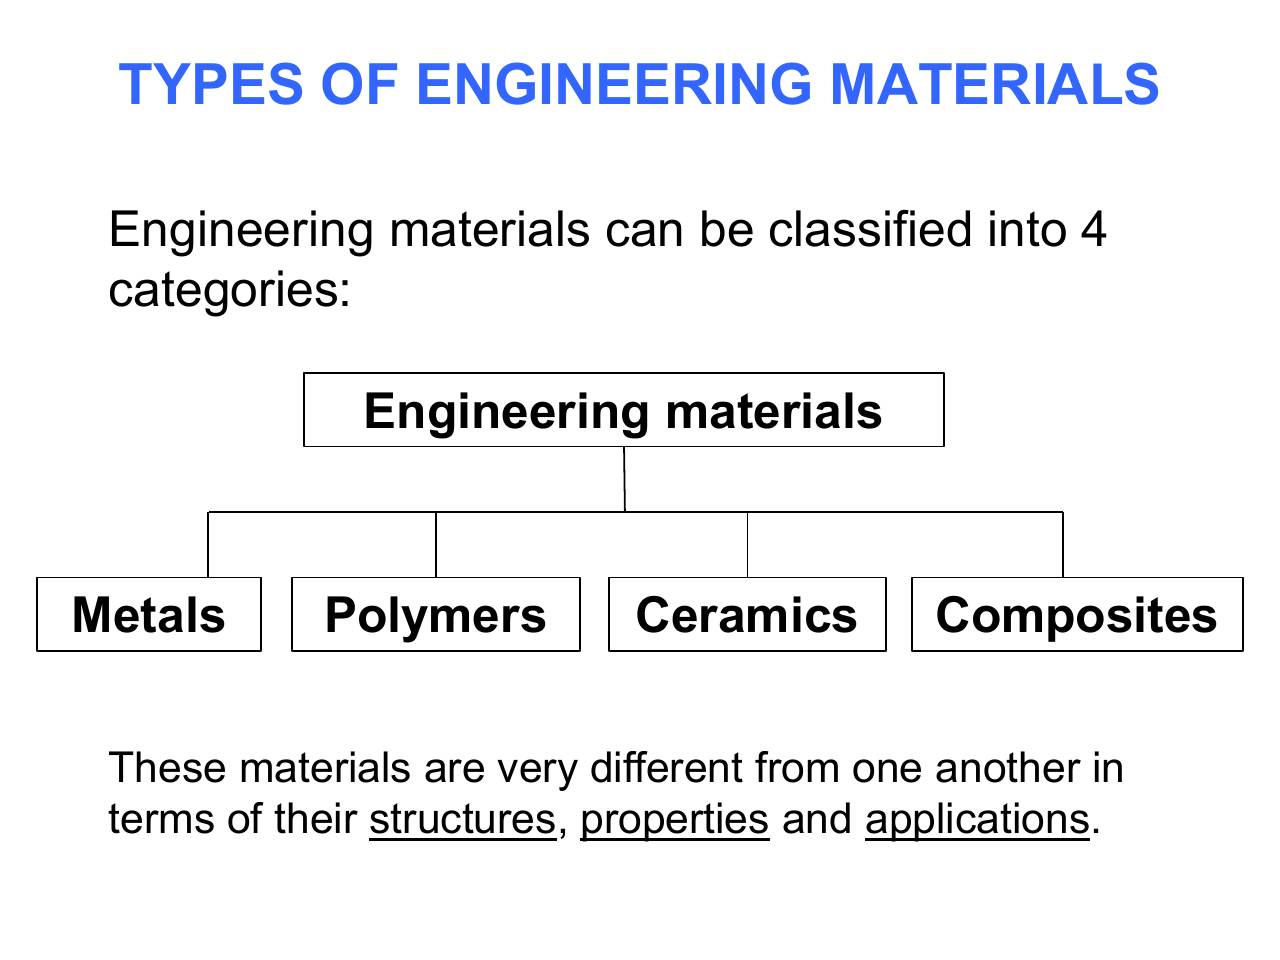 TYPES OF ENGINEERING MATERIALS
Engineering materials can be classified into 4
categories:
Engineering materials
Metals
Polymers
Ceramics
Composites
These materials are very different from one another in
terms of their structures, properties and applications.